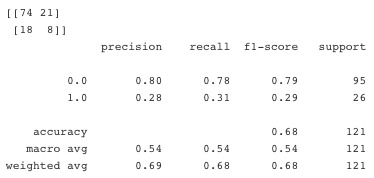 [[74 21]
[18 8]]
precision recall f1-score support
0.0 0.80 0.78 0.79 95
1.0 0.28 0.31 0.29 26
accuracy 0.68 121
macro avg 0.54 0.54 0.54 121
weighted avg 0.69 0.68 0.68 121